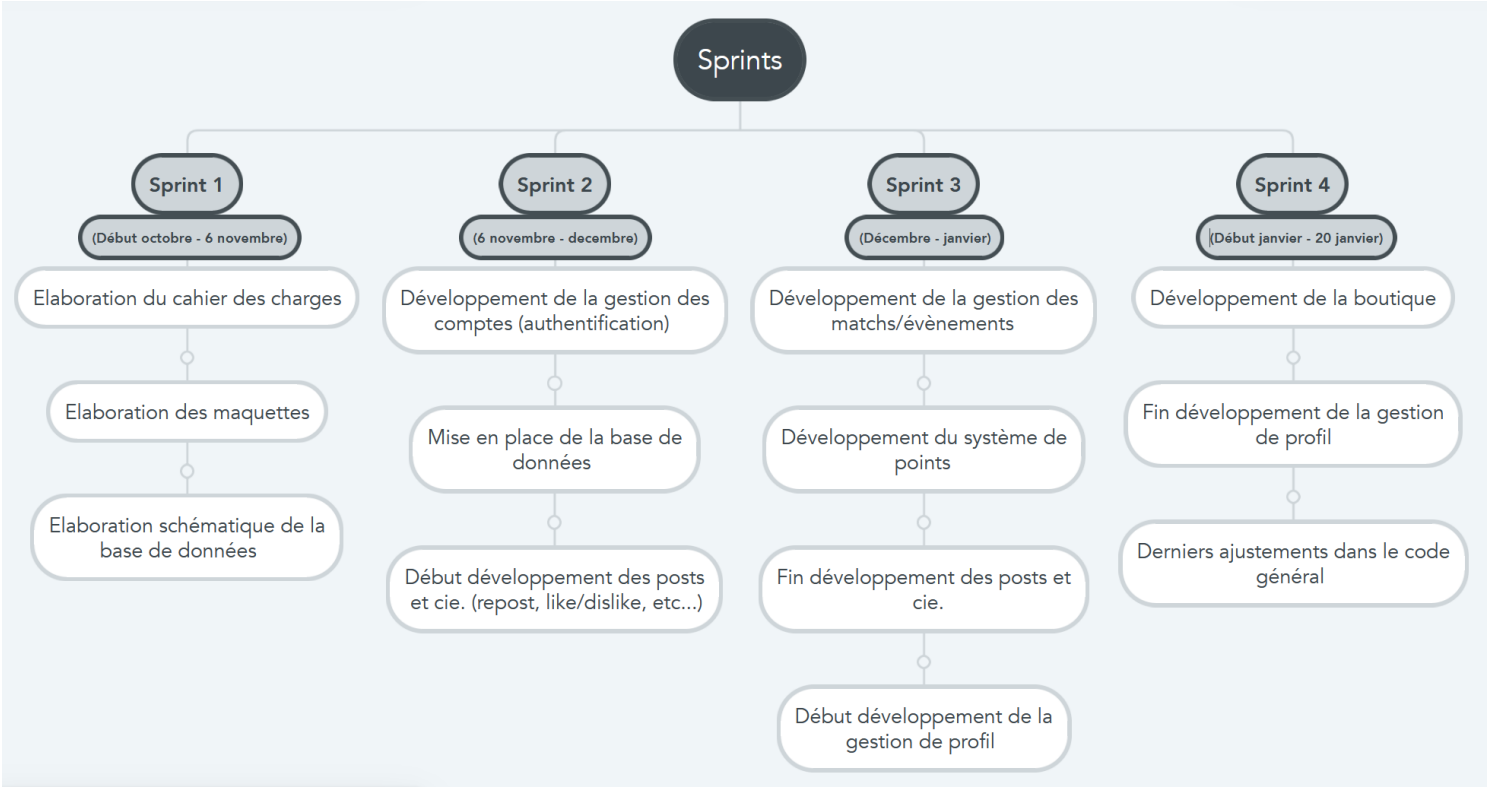 Sprints
Sprint 1
(Début octobre - 6 novembre)
Elaboration du cahier des charges
Elaboration des maquettes
Elaboration schématique de la
base de données
Sprint 2
(6 novembre - decembre)
Développement de la gestion des
comptes (authentification)
Mise en place de la base de
données
Début développement des posts
et cie. (repost, like/dislike, etc...)
Sprint 3
(Décembre - janvier)
Développement de la gestion des
matchs/évènements
Développement du système de
points
Fin développement des posts et
cie.
Début développement de la
gestion de profil
Sprint 4
(Début janvier - 20 janvier)
Développement de la boutique
Fin développement de la gestion
de profil
Derniers ajustements dans le code
général